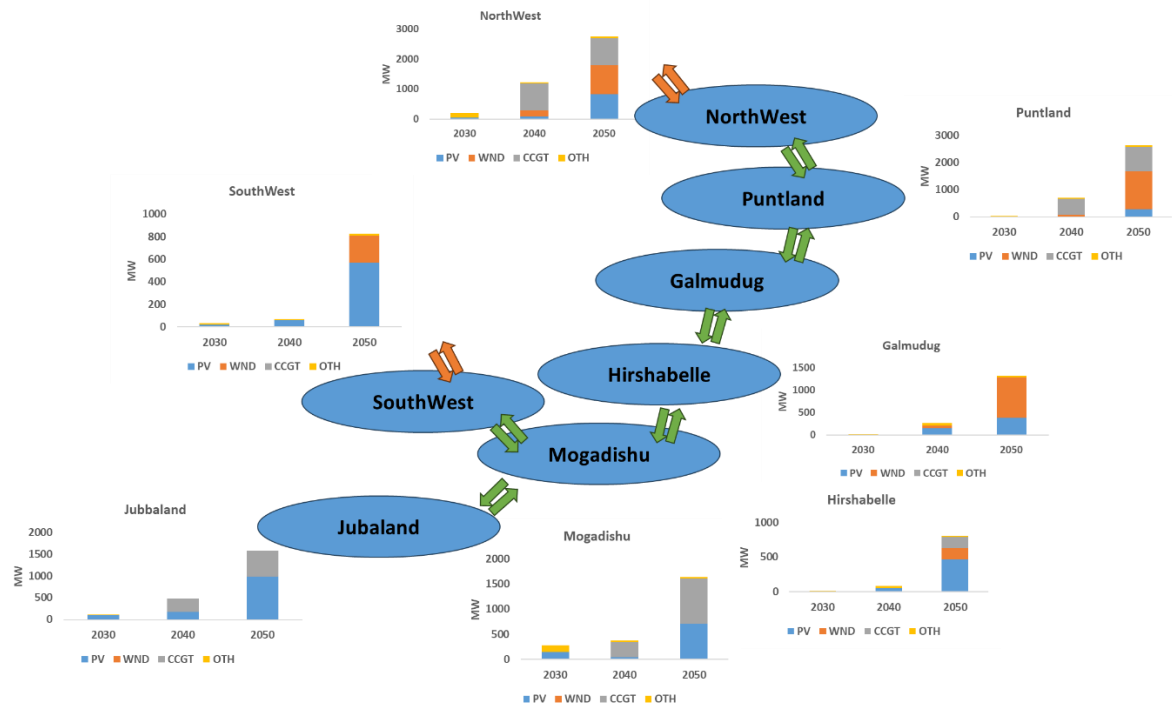 NorthWest
3000
2000
1000
0
MW
2030 2040 2050
PV WND CCGT OTH
NorthWest
Puntland
3000
2000
1000
0
MW
2030 2040 2050
PV WND CCGT OTH
Puntland
SouthWest
1000
800
600
400
200
0
MW
2030 2040 2050
PV WND CCGT OTH
Galmudug
Galmudug
1500
1000
500
0
MW
2030 2040 2050
PV WND CCGT OTH
Hirshabelle
SouthWest
Mogadishu
Jubbaland
2000
1500
1000
500
0
MW
2030 2040 2050
PV WND CCGT OTH
Jubaland
Mogadishu
2000
1500
1000
500
0
MW
2030 2040 2050
PV WND CCGT OTH
Hirshabelle
1000
500
0
MW
2030 2040 2050
PV WND CCGT OTH